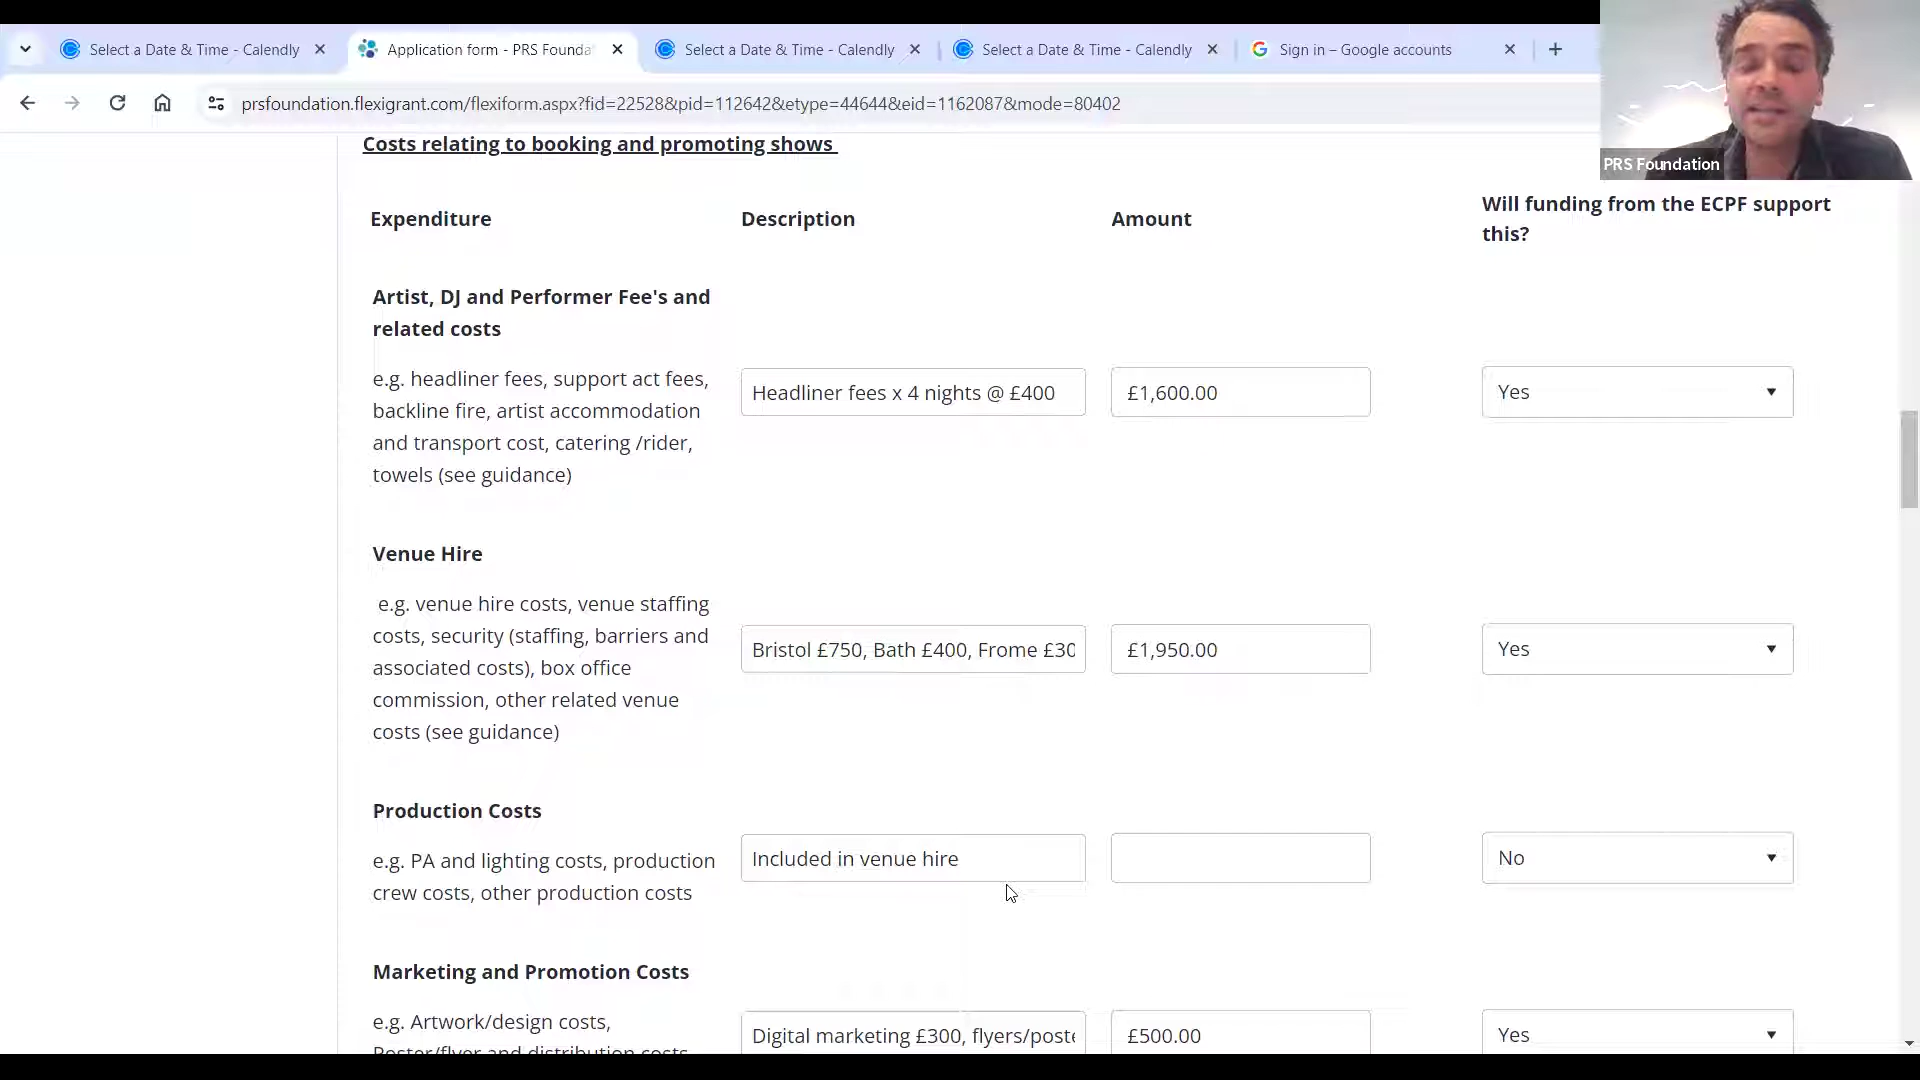 Select a Date & Time - Calendly
Application form - PRS Founda
Select a Date & Time - Calendly
Select a Date & Time - Calendly
Sign in – Google accounts
prsfoundation.flexigrant.com/flexiform.aspx?fid=22528&pid=112642&etype=44644&eid=1162087&mode=80402
PRS Foundation
Costs relating to booking and promoting shows
Expenditure
Description
Amount
Will funding from the ECPF support
this?
Artist, DJ and Performer Fee's and
related costs
e.g. headliner fees, support act fees,
backline fire, artist accommodation
and transport cost, catering /rider,
towels (see guidance)
Headliner fees x 4 nights @ £400
£1,600.00
Yes
Venue Hire
e.g. venue hire costs, venue staffing
costs, security (staffing, barriers and
associated costs), box office
commission, other related venue
costs (see guidance)
Bristol £750, Bath £400, Frome £30
£1,950.00
Yes
Production Costs
e.g. PA and lighting costs, production
crew costs, other production costs
Included in venue hire
No
Marketing and Promotion Costs
e.g. Artwork/design costs,
Poster/flyer and distribution costs
Digital marketing £300, flyers/poste
£500.00
Yes